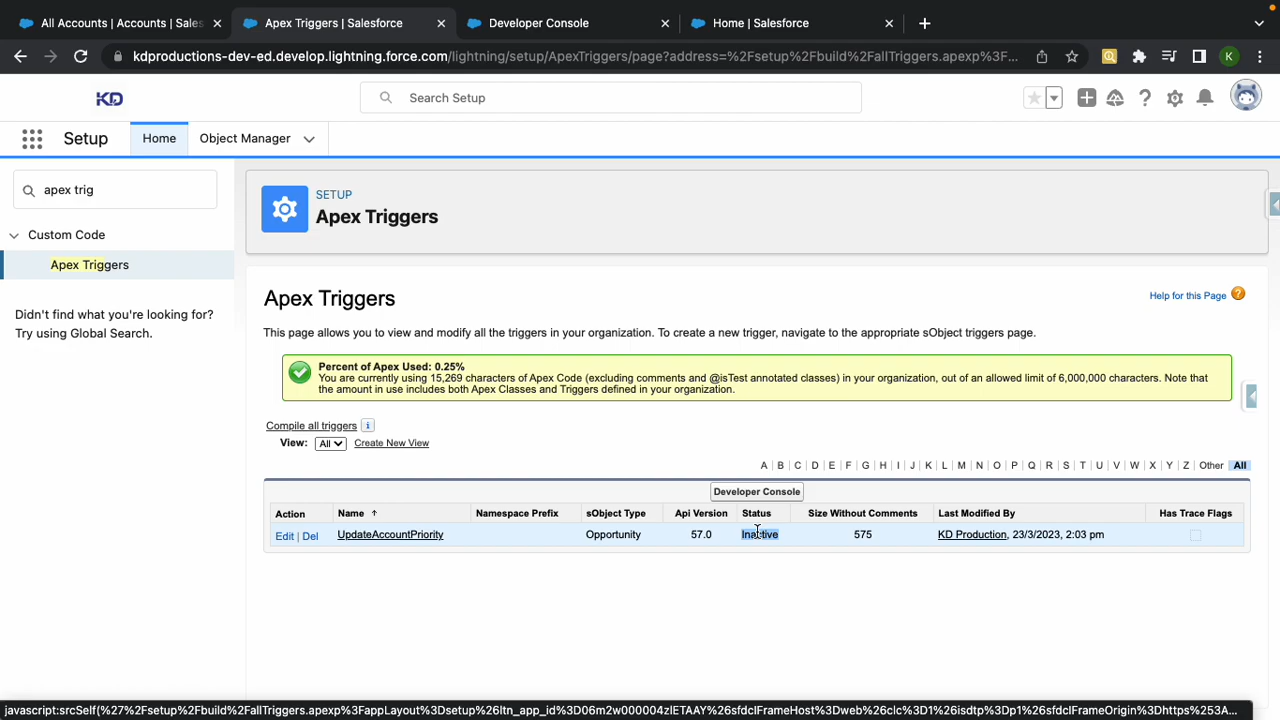 All Accounts | Accounts | Sales
Apex Triggers | Salesforce
Developer Console
Home | Salesforce
kdproductions-dev-ed.develop.lightning.force.com/lightning/setup/ApexTriggers/page?address=%2Fsetup%2Fbuild%2FallTriggers.apexp%3F...
K
KD
Search Setup
Setup
Home
Object Manager
apex trig
Custom Code
Apex Triggers
Didn't find what you're looking for?
Try using Global Search.
SETUP
Apex Triggers
Apex Triggers
Help for this Page ?
This page allows you to view and modify all the triggers in your organization. To create a new trigger, navigate to the appropriate sObject triggers page.
Percent of Apex Used: 0.25%
You are currently using 15,269 characters of Apex Code (excluding comments and @isTest annotated classes) in your organization, out of an allowed limit of 6,000,000 characters. Note that
the amount in use includes both Apex Classes and Triggers defined in your organization.
Compile all triggers i
View: All Create New View
A | B | C | D | E | F | G | H | I | J | K | L | M | N | O | P | Q | R | S | T | U | V | W | X | Y | Z | Other | All
Developer Console
Action Name Namespace Prefix sObject Type Api Version Status Size Without Comments Last Modified By Has Trace Flags
Edit | Del UpdateAccountPriority Opportunity 57.0 Inactive 575 KD Production, 23/3/2023, 2:03 pm
javascript:srcSelf(%27%2Fsetup%2Fbuild%2FallTriggers.apexp%3FappLayout%3Dsetup%26ltn_app_id%3D06m2w000004zIETAAY%26sfdcIFrameHost%3Dweb%26clc%3D1%26isdtp%3Dp1%26sfdcIFrameOrigin%3Dhttps%253A...